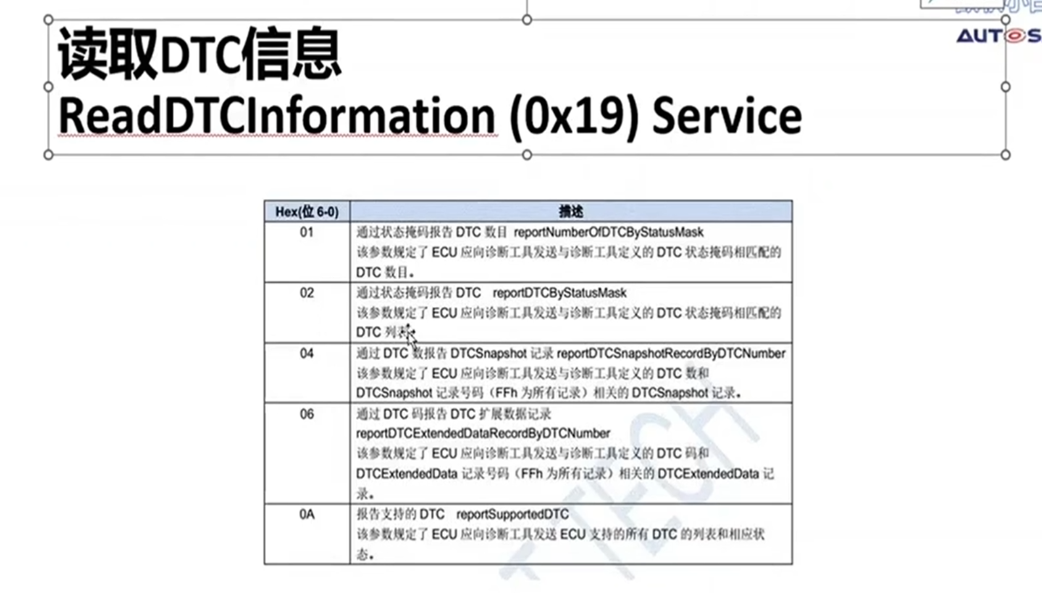 读取DTC信息
ReadDTCInformation (0x19) Service
AUTOS
Hex(位 6-0) 描述
01 通过状态掩码报告 DTC 数目 reportNumberOfDTCByStatusMask
该参数规定了 ECU 应向诊断工具发送与诊断工具定义的 DTC 状态掩码相匹配的
DTC 数目。
02 通过状态掩码报告 DTC reportDTCByStatusMask
该参数规定了 ECU 应向诊断工具发送与诊断工具定义的 DTC 状态掩码相匹配的
DTC 列表。
04 通过 DTC 数报告 DTCSnapshot 记录 reportDTCSnapshotRecordByDTCNumber
该参数规定了 ECU 应向诊断工具发送与诊断工具定义的 DTC 数和
DTCSnapshot 记录号码（FFh 为所有记录）相关的 DTCSnapshot 记录。
06 通过 DTC 码报告 DTC 扩展数据记录
reportDTCExtendedDataRecordByDTCNumber
该参数规定了 ECU 应向诊断工具发送与诊断工具定义的 DTC 码和
DTCExtendedData 记录号码（FFh 为所有记录）相关的 DTCExtendedData 记
录。
0A 报告支持的 DTC reportSupportedDTC
该参数规定了 ECU 应向诊断工具发送 ECU 支持的所有 DTC 的列表和相应状
态。
TECH